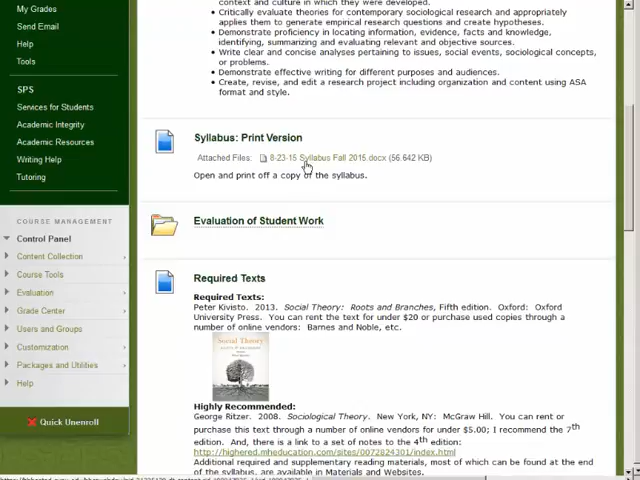 My Grades
Send Email
Help
Tools
SPS
Services for Students
Academic Integrity
Academic Resources
Writing Help
Tutoring
COURSE MANAGEMENT
Control Panel
Content Collection
Course Tools
Evaluation
Grade Center
Users and Groups
Customization
Packages and Utilities
Help
Quick Unenroll
context and culture in which they were developed.
Critically evaluate theories for contemporary sociological research and appropriately
applies them to generate empirical research questions and create hypotheses.
Demonstrate proficiency in locating information, evidence, facts and knowledge,
identifying, summarizing and evaluating relevant and objective sources.
Write clear and concise analyses pertaining to issues, social events, sociological concepts,
or problems.
Demonstrate effective writing for different purposes and audiences.
Create, revise, and edit a research project including organization and content using ASA
format and style.
Syllabus: Print Version
Attached Files: 8-23-15 Syllabus Fall 2015.docx (56.642 KB)
Open and print off a copy of the syllabus.
Evaluation of Student Work
Required Texts
Required Texts:
Peter Kivisto. 2013. Social Theory: Roots and Branches, Fifth edition. Oxford: Oxford
University Press. You can rent the text for under $20 or purchase used copies through a
number of online vendors: Barnes and Noble, etc.
Social Theory
Highly Recommended:
George Ritzer. 2008. Sociological Theory. New York, NY: McGraw Hill. You can rent or
purchase this text through a number of online vendors for under $5.00; I recommend the 7th
edition. And, there is a link to a set of notes to the 4th edition:
http://highered.mheducation.com/sites/0072824301/index.html
Additional required and supplementary reading materials, most of which can be found at the end
of the syllabus, are available in Materials and Websites.